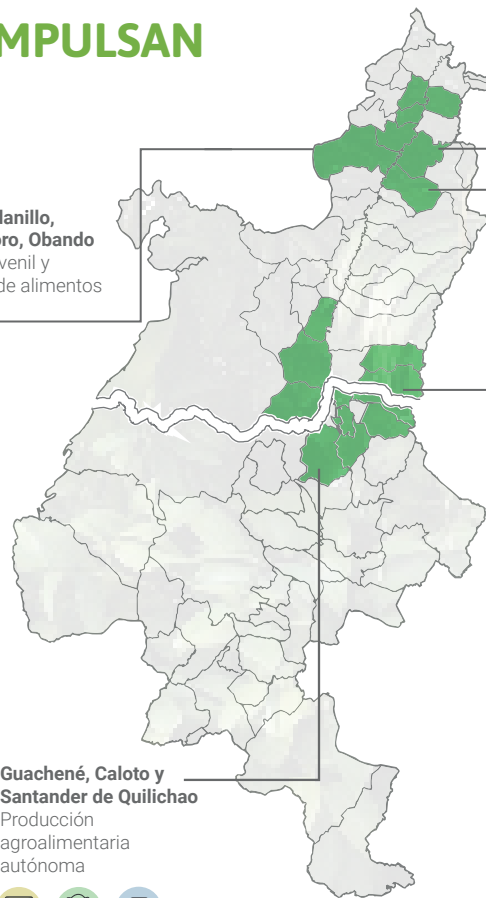 MPULSAN
lanillo,
oro, Obando
venil y
de alimentos
Guachené, Caloto y
Santander de Quilichao
Producción
agroalimentaria
autónoma